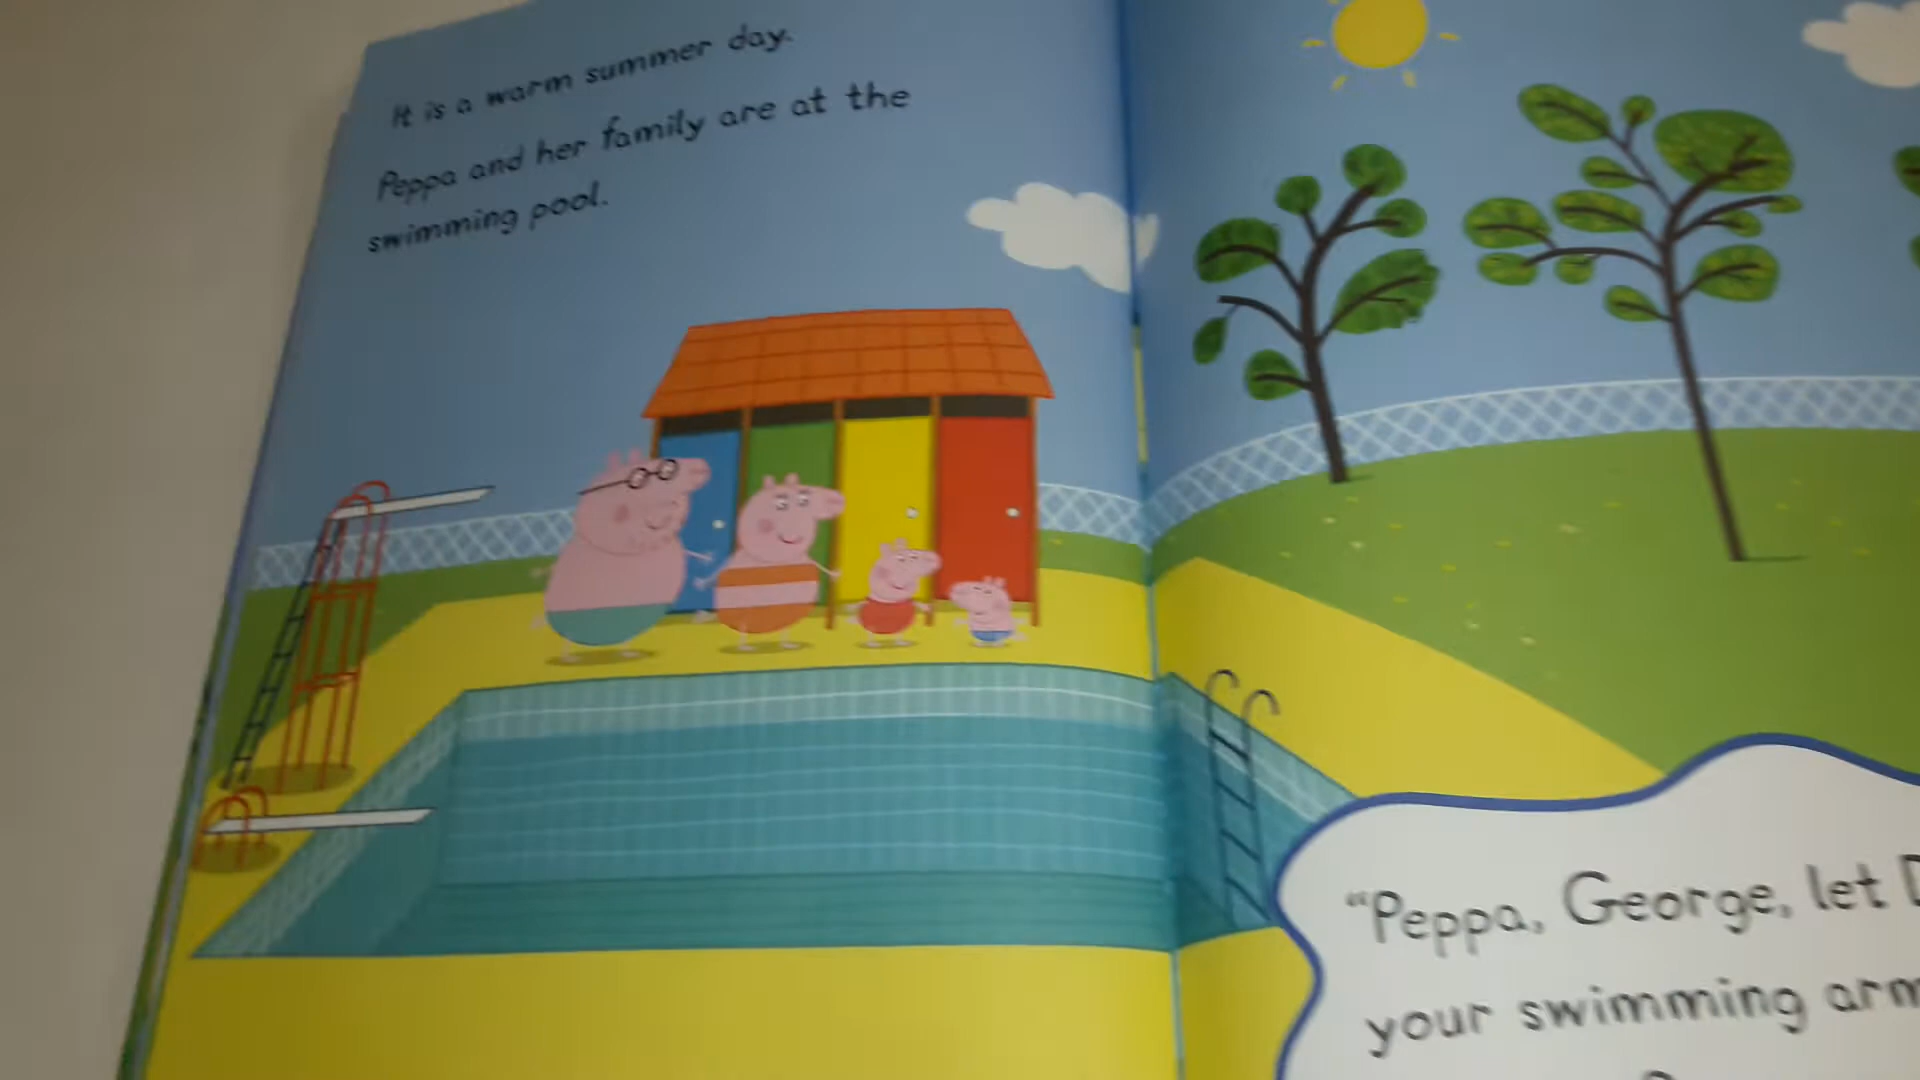 It is a warm summer day.
Peppa and her family are at the
swimming pool.
"Peppa, George, let
your swimming